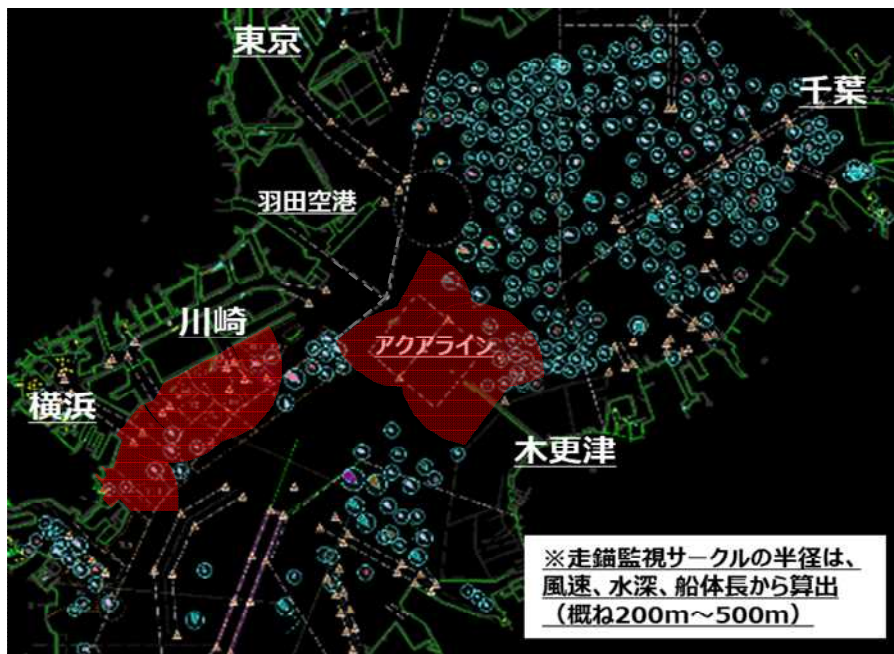 東京
千葉
羽田空港
川崎
アクアライン
横浜
木更津
※走錨監視サークルの半径は、
風速、水深、船体長から算出
（概ね200m～500m）